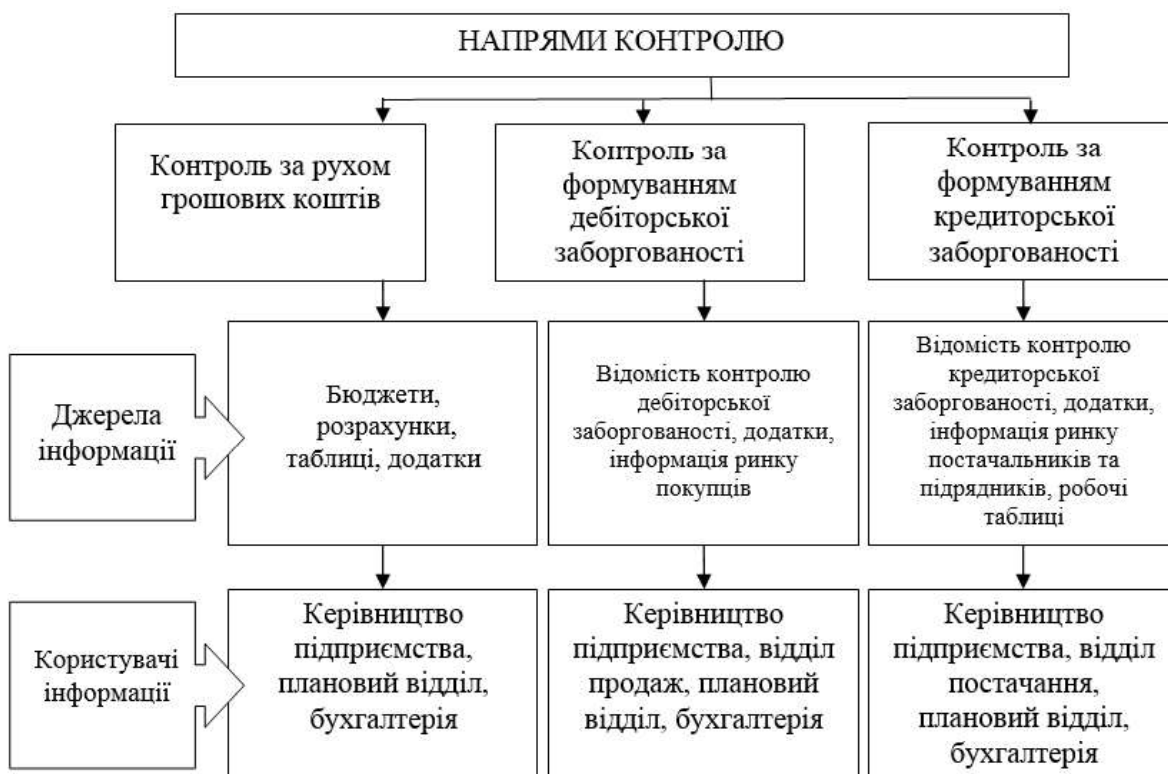 НАПРЯМИ КОНТРОЛЮ
Контроль за рухом
грошових коштів
Контроль за
формуванням
дебіторської
заборгованості
Контроль за
формуванням
кредиторської
заборгованості
Джерела
інформації
Бюджети,
розрахунки,
таблиці, додатки
Відомість контролю
дебіторської
заборгованості, додатки,
інформація ринку
покупців
Відомість контролю
кредиторської
заборгованості, додатки,
інформація ринку
постачальників та
підрядників, робочі
таблиці
Користувачі
інформації
Керівництво
підприємства,
плановий відділ,
бухгалтерія
Керівництво
підприємства, відділ
продаж, плановий
відділ, бухгалтерія
Керівництво
підприємства, відділ
постачання,
плановий відділ,
бухгалтерія